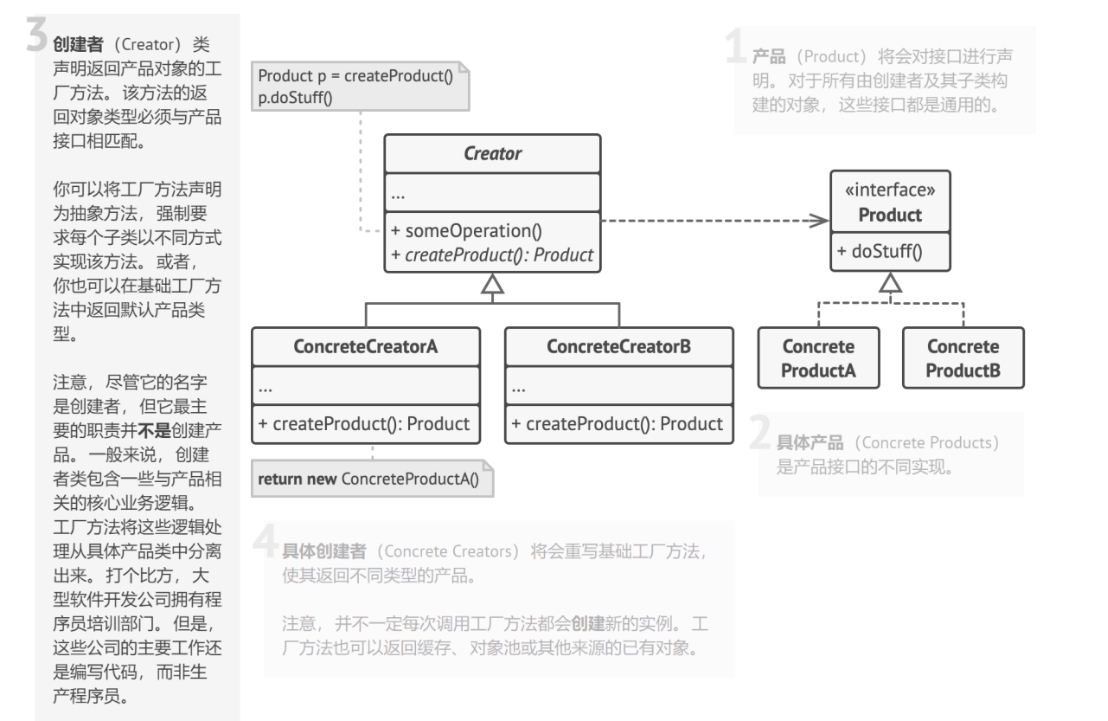 3
创建者（Creator）类
声明返回产品对象的工
厂方法。该方法的返
回对象类型必须与产品
接口相匹配。
你可以将工厂方法声明
为抽象方法，强制要
求每个子类以不同方式
实现该方法。或者，
你也可以在基础工厂方
法中返回默认产品类
型。
注意，尽管它的名字
是创建者，但它最主
要的职责并不是创建产
品。一般来说，创建
者类包含一些与产品相
关的核心业务逻辑。
工厂方法将这些逻辑处
理从具体产品类中分离
出来。打个比方，大
型软件开发公司拥有程
序员培训部门。但是，
这些公司的主要工作还
是编写代码，而非生
产程序员。
Product p = createProduct()
p.doStuff()
Creator
...
+ someOperation()
+ createProduct(): Product
ConcreteCreatorA
...
+ createProduct(): Product
ConcreteCreatorB
...
+ createProduct(): Product
return new ConcreteProductA()
1
产品（Product）将会对接口进行声
明。对于所有由创建者及其子类构
建的对象，这些接口都是通用的。
«interface»
Product
+ doStuff()
Concrete
ProductA
Concrete
ProductB
2
具体产品（Concrete Products）
是产品接口的不同实现。
4
具体创建者（Concrete Creators）将会重写基础工厂方法，
使其返回不同类型的产品。
注意，并不一定每次调用工厂方法都会创建新的实例。工
厂方法也可以返回缓存、对象池或其他来源的已有对象。